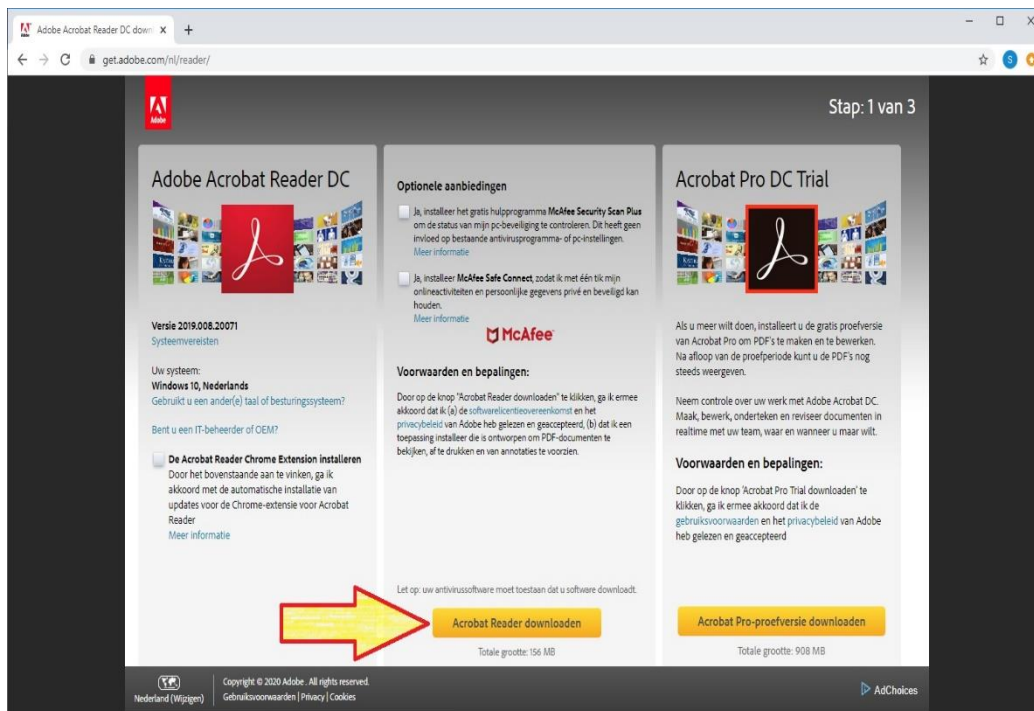 Adobe Acrobat Reader DC down
get.adobe.com/nl/reader/
S
Adobe
Stap: 1 van 3
Adobe Acrobat Reader DC
Versie 2019.008.20071
Systeemvereisten
Uw systeem:
Windows 10, Nederlands
Gebruikt u een ander(e) taal of besturingssysteem?
Bent u een IT-beheerder of OEM?
De Acrobat Reader Chrome Extension installeren
Door het bovenstaande aan te vinken, ga ik
akkoord met de automatische installatie van
updates voor de Chrome-extensie voor Acrobat
Reader
Meer informatie
Optionele aanbiedingen
Ja, installeer het gratis hulpprogramma McAfee Security Scan Plus
om de status van mijn pc-beveiliging te controleren. Dit heeft geen
invloed op bestaande antivirusprogramma- of pc-instellingen.
Meer informatie
Ja, installeer McAfee Safe Connect, zodat ik met één tik mijn
onlineactiviteiten en persoonlijke gegevens privé en beveiligd kan
houden.
Meer informatie
McAfee
Voorwaarden en bepalingen:
Door op de knop "Acrobat Reader downloaden" te klikken, ga ik ermee
akkoord dat ik (a) de softwarelicentieovereenkomst en het
privacybeleid van Adobe heb gelezen en geaccepteerd, (b) dat ik een
toepassing installeer die is ontworpen om PDF-documenten te
bekijken, af te drukken en van annotaties te voorzien.
Let op: uw antivirussoftware moet toestaan dat u software downloadt.
Acrobat Reader downloaden
Totale grootte: 156 MB
Acrobat Pro DC Trial
Als u meer wilt doen, installeert u de gratis proefversie
van Acrobat Pro om PDF's te maken en te bewerken.
Na afloop van de proefperiode kunt u de PDF's nog
steeds weergeven.
Neem controle over uw werk met Adobe Acrobat DC.
Maak, bewerk, onderteken en reviseer documenten in
realtime met uw team, waar en wanneer u maar wilt.
Voorwaarden en bepalingen:
Door op de knop 'Acrobat Pro Trial downloaden' te
klikken, ga ik ermee akkoord dat ik de
gebruiksvoorwaarden en het privacybeleid van Adobe
heb gelezen en geaccepteerd
Acrobat Pro-proefversie downloaden
Totale grootte: 908 MB
Nederland (Wijzigen)
Copyright © 2020 Adobe . All rights reserved.
Gebruiksvoorwaarden | Privacy | Cookies
AdChoices